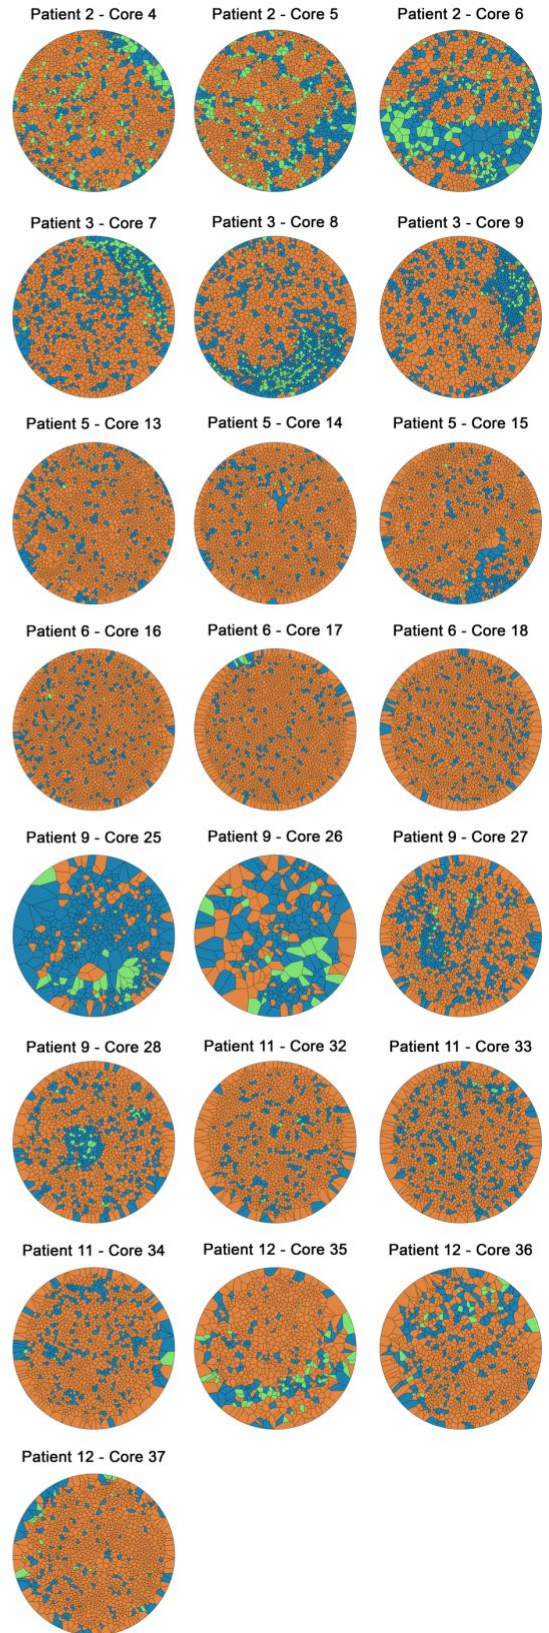 Patient 2 - Core 4 Patient 2 - Core 5 Patient 2 - Core 6
Patient 3 - Core 7 Patient 3 - Core 8 Patient 3 - Core 9
Patient 5 - Core 13 Patient 5 - Core 14 Patient 5 - Core 15
Patient 6 - Core 16 Patient 6 - Core 17 Patient 6 - Core 18
Patient 9 - Core 25 Patient 9 - Core 26 Patient 9 - Core 27
Patient 9 - Core 28 Patient 11 - Core 32 Patient 11 - Core 33
Patient 11 - Core 34 Patient 12 - Core 35 Patient 12 - Core 36
Patient 12 - Core 37